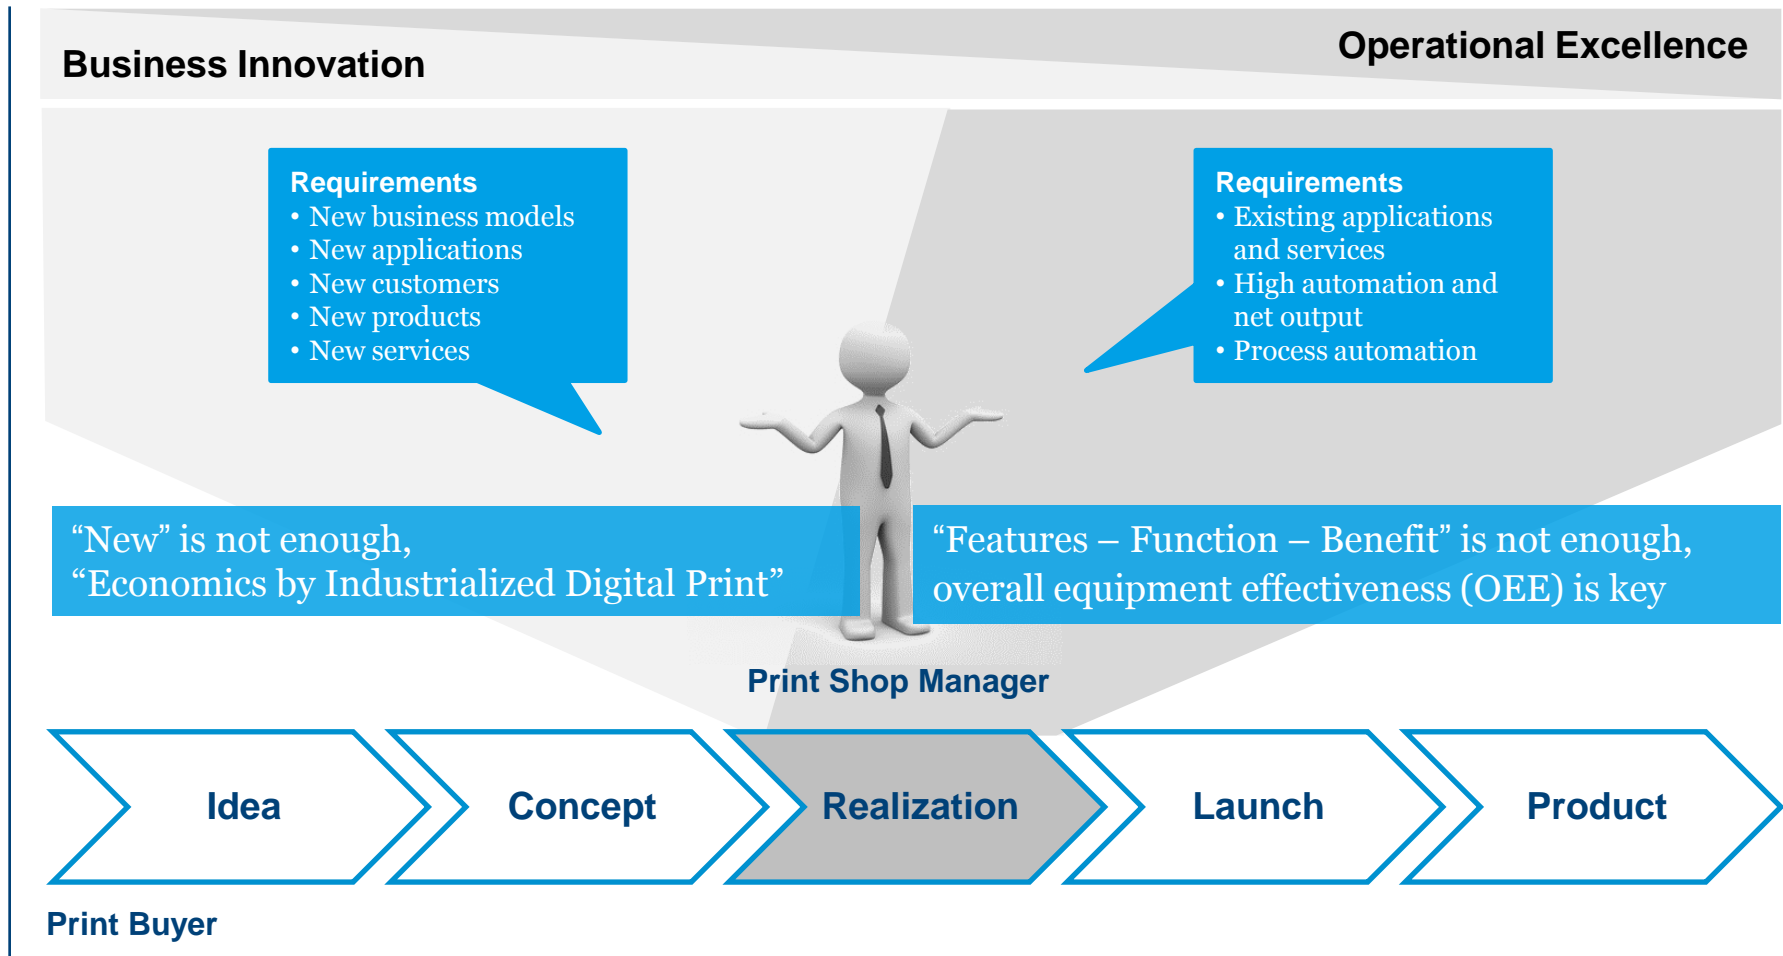 Business Innovation
Operational Excellence
Requirements
• New business models
• New applications
• New customers
• New products
• New services
Requirements
• Existing applications
and services
• High automation and
net output
• Process automation
“New” is not enough,
“Economics by Industrialized Digital Print”
“Features – Function – Benefit” is not enough,
overall equipment effectiveness (OEE) is key
Print Shop Manager
Idea
Concept
Realization
Launch
Product
Print Buyer